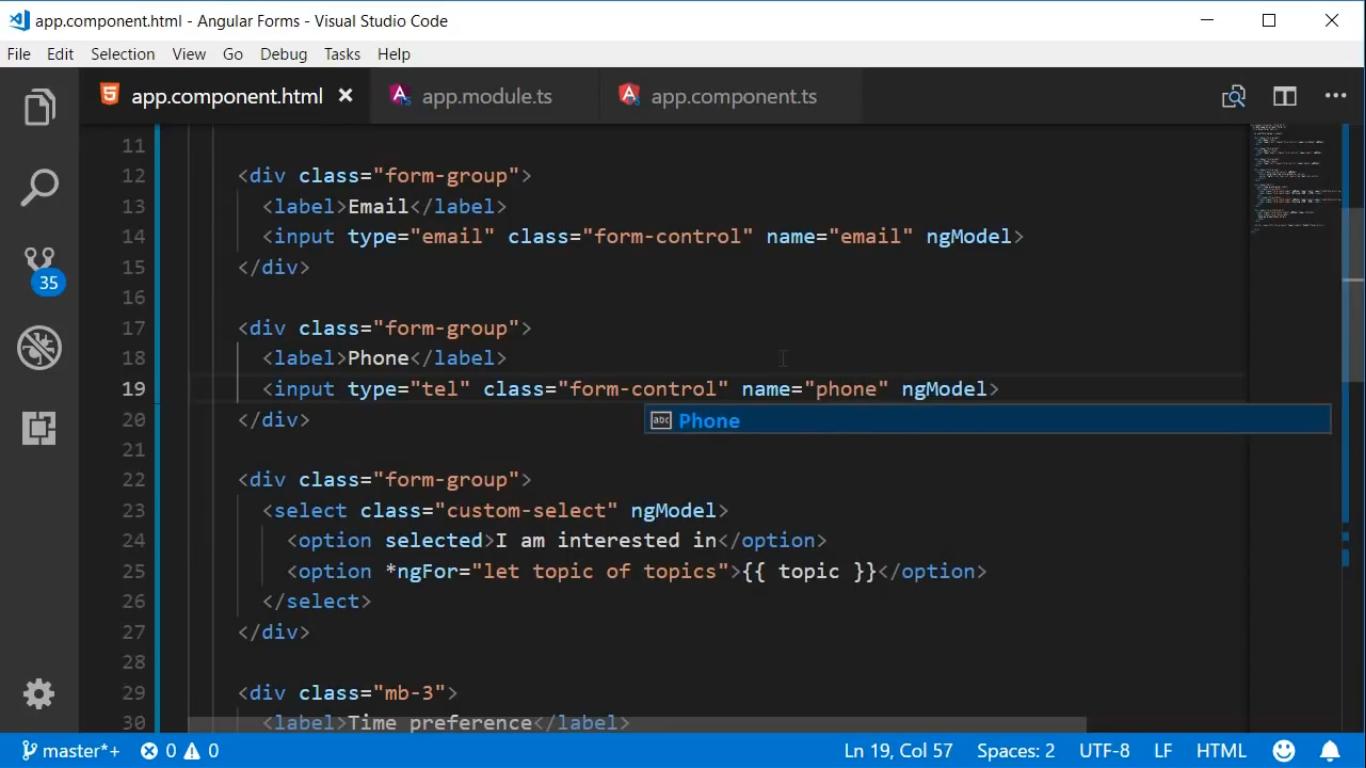 app.component.html - Angular Forms - Visual Studio Code
File Edit Selection View Go Debug Tasks Help
app.component.html app.module.ts app.component.ts
11
12 <div class="form-group">
13 <label>Email</label>
14 <input type="email" class="form-control" name="email" ngModel>
15 </div>
16
17 <div class="form-group">
18 <label>Phone</label>
19 <input type="tel" class="form-control" name="phone" ngModel>
20 </div>
abc Phone
21
22 <div class="form-group">
23 <select class="custom-select" ngModel>
24 <option selected>I am interested in</option>
25 <option *ngFor="let topic of topics">{{ topic }}</option>
26 </select>
27 </div>
28
29 <div class="mb-3">
30 <label>Time preference</label>
35
master*+ 0 0 Ln 19, Col 57 Spaces: 2 UTF-8 LF HTML